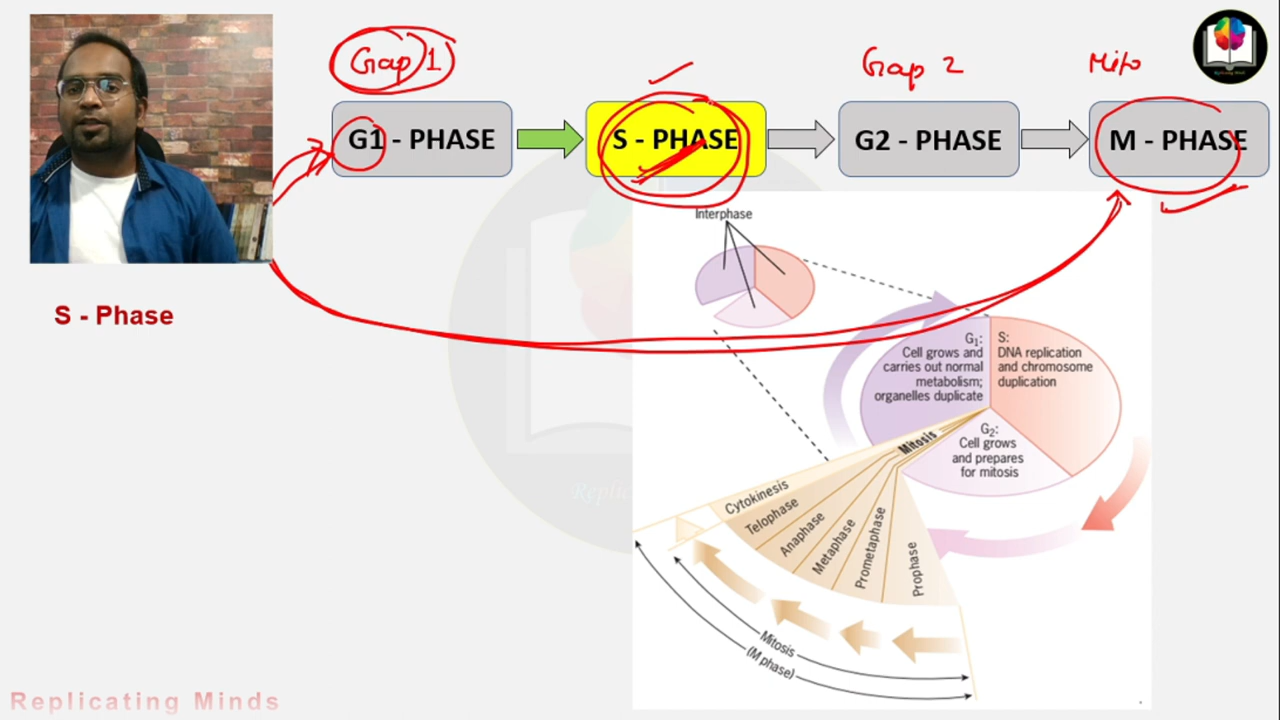 Gap 1
Gap 2
Mito
Replicating Minds
G1 - PHASE
S - PHASE
G2 - PHASE
M - PHASE
S - Phase
Interphase
G1:
Cell grows and
carries out normal
metabolism;
organelles duplicate
S:
DNA replication
and chromosome
duplication
G2:
Cell grows
and prepares
for mitosis
Mitosis
Cytokinesis
Telophase
Anaphase
Metaphase
Prometaphase
Prophase
Mitosis
(M phase)
Replicating Minds